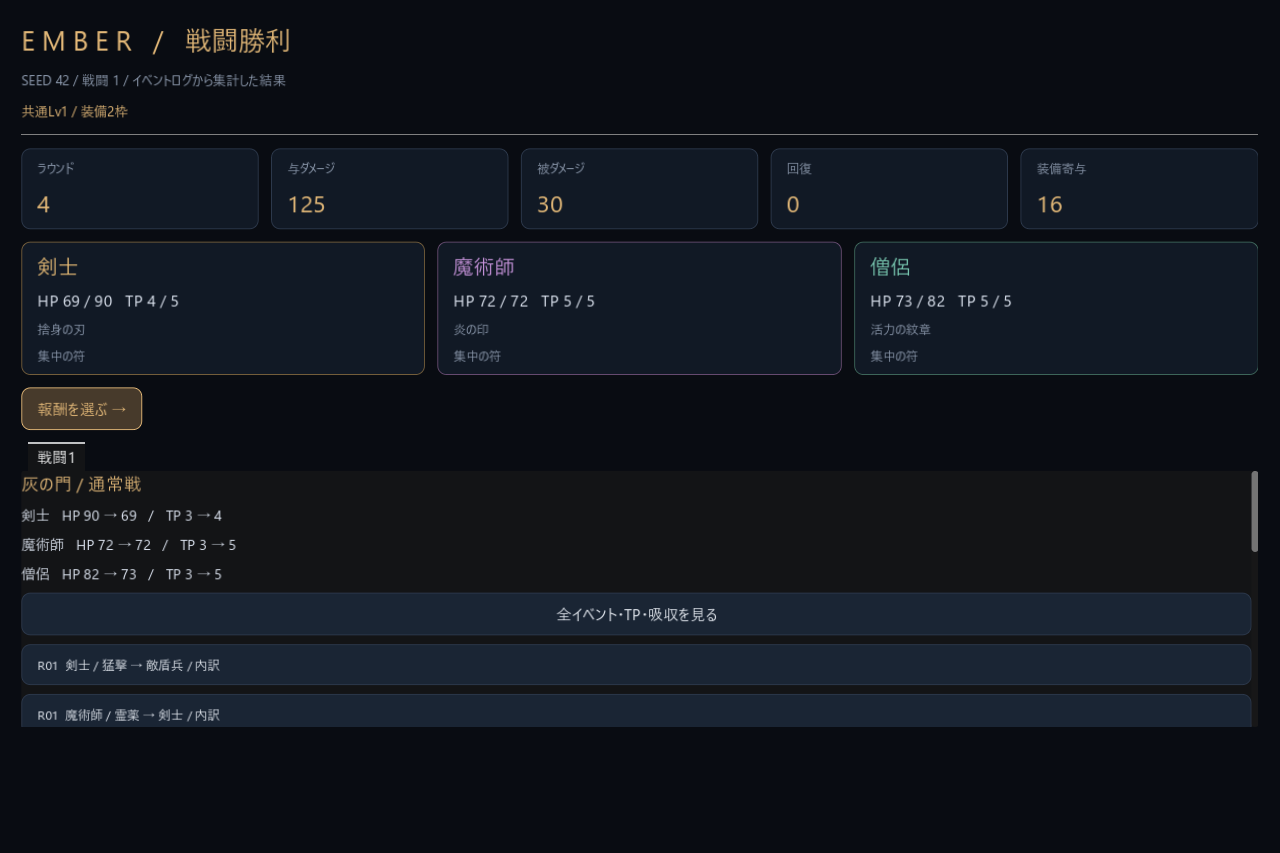 EMBER / 戦闘勝利
SEED 42 / 戦闘 1 / イベントログから集計した結果
共通Lv1 / 装備2枠
ラウンド
4
与ダメージ
125
被ダメージ
30
回復
0
装備寄与
16
剣士
HP 69 / 90 TP 4 / 5
捨身の刃
集中の符
魔術師
HP 72 / 72 TP 5 / 5
炎の印
集中の符
僧侶
HP 73 / 82 TP 5 / 5
活力の紋章
集中の符
報酬を選ぶ →
戦闘1
灰の門 / 通常戦
剣士 HP 90 → 69 / TP 3 → 4
魔術師 HP 72 → 72 / TP 3 → 5
僧侶 HP 82 → 73 / TP 3 → 5
全イベント・TP・吸収を見る
R01 剣士 / 猛撃 → 敵盾兵 / 内訳
R01 魔術師 / 霊薬 → 剣士 / 内訳